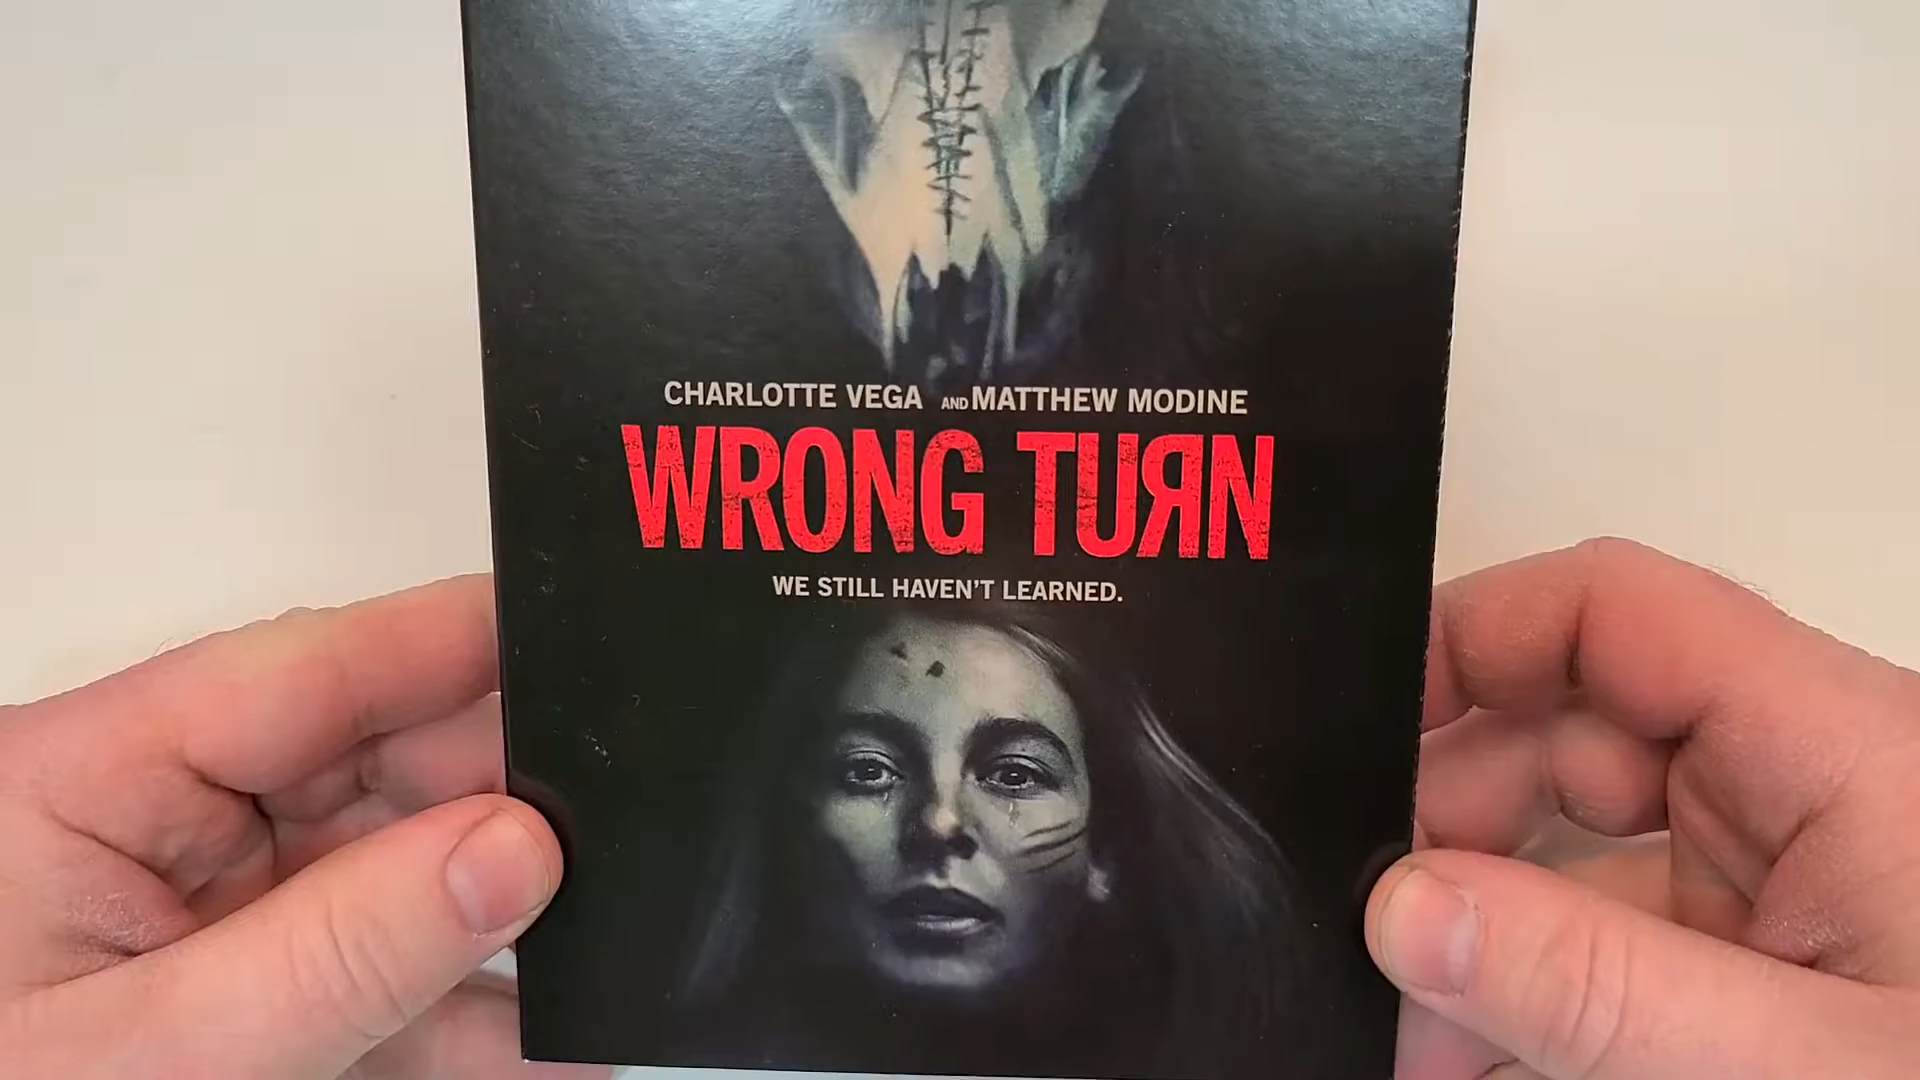 CHARLOTTE VEGA AND MATTHEW MODINE
WRONG TURN
WE STILL HAVEN'T LEARNED.